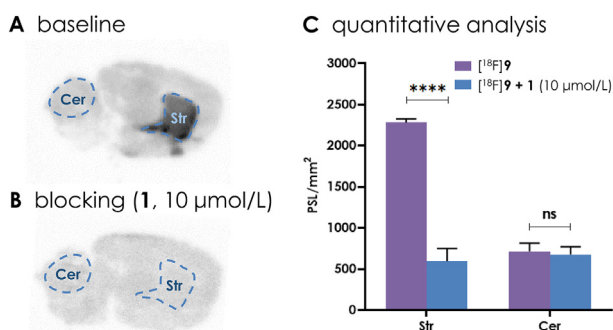 A baseline
Cer
Str
B blocking (1, 10 µmol/L)
Cer
Str
C quantitative analysis
[¹⁸F]9
[¹⁸F]9 + 1 (10 µmol/L)
PSL/mm²
3000
2500
2000
1500
1000
500
0
****
ns
Str
Cer